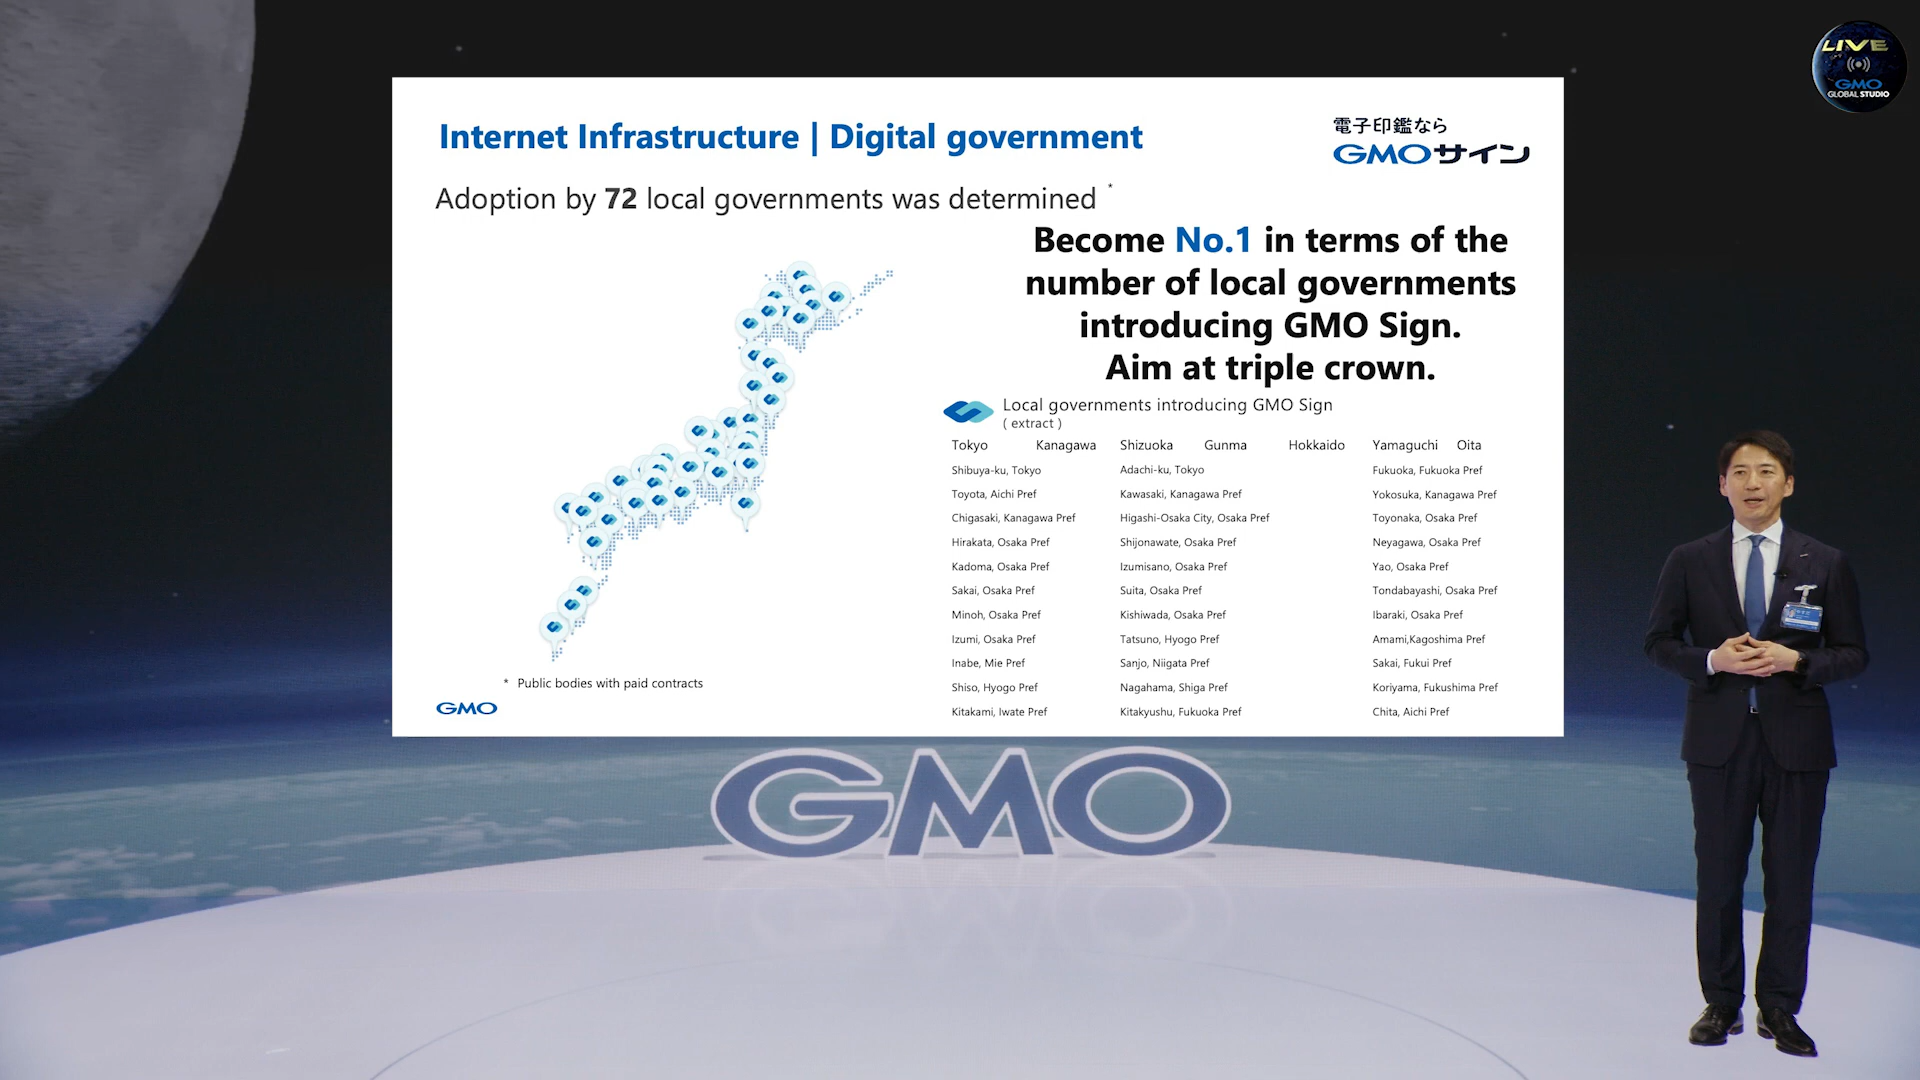 LIVE
GMO
GLOBAL STUDIO
Internet Infrastructure | Digital government
電子印鑑なら
GMOサイン
Adoption by 72 local governments was determined *
Become No.1 in terms of the
number of local governments
introducing GMO Sign.
Aim at triple crown.
Local governments introducing GMO Sign
( extract )
Tokyo Kanagawa Shizuoka Gunma Hokkaido Yamaguchi Oita
Shibuya-ku, Tokyo Adachi-ku, Tokyo Fukuoka, Fukuoka Pref
Toyota, Aichi Pref Kawasaki, Kanagawa Pref Yokosuka, Kanagawa Pref
Chigasaki, Kanagawa Pref Higashi-Osaka City, Osaka Pref Toyonaka, Osaka Pref
Hirakata, Osaka Pref Shijonawate, Osaka Pref Neyagawa, Osaka Pref
Kadoma, Osaka Pref Izumisano, Osaka Pref Yao, Osaka Pref
Sakai, Osaka Pref Suita, Osaka Pref Tondabayashi, Osaka Pref
Minoh, Osaka Pref Kishiwada, Osaka Pref Ibaraki, Osaka Pref
Izumi, Osaka Pref Tatsuno, Hyogo Pref Amami,Kagoshima Pref
Inabe, Mie Pref Sanjo, Niigata Pref Sakai, Fukui Pref
Shiso, Hyogo Pref Nagahama, Shiga Pref Koriyama, Fukushima Pref
Kitakami, Iwate Pref Kitakyushu, Fukuoka Pref Chita, Aichi Pref
* Public bodies with paid contracts
GMO
GMO